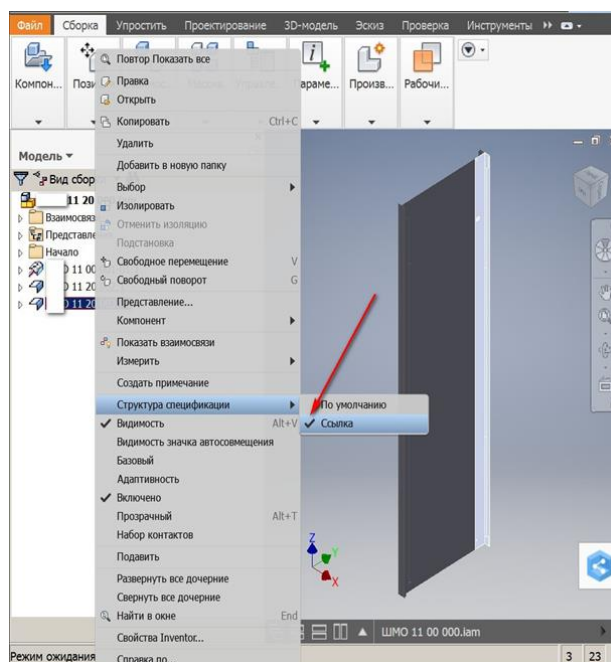 Файл Сборка Упростить Проектирование 3D-модель Эскиз Проверка Инструменты
Компон... Пози Произв... Рабочи...
Модель
Вид сбор
11 20
Взаимосвя
Представле
Начало
11 00
11 20
11 20
Повтор Показать все
Правка
Открыть
Копировать Ctrl+C
Удалить
Добавить в новую папку
Выбор
Изолировать
Отменить изоляцию
Подстановка
Свободное перемещение V
Свободный поворот G
Представление...
Компонент
Показать взаимосвязи
Измерить
Создать примечание
Структура спецификации
По умолчанию
Видимость Alt+V
Ссылка
Видимость значка автосовмещения
Базовый
Адаптивность
Включено
Прозрачный Alt+T
Набор контактов
Подавить
Развернуть все дочерние
Свернуть все дочерние
Найти в окне End
Свойства Inventor...
Справка по
Z
Y
X
ШМО 11 00 000.iam
Режим ожидания 3 23